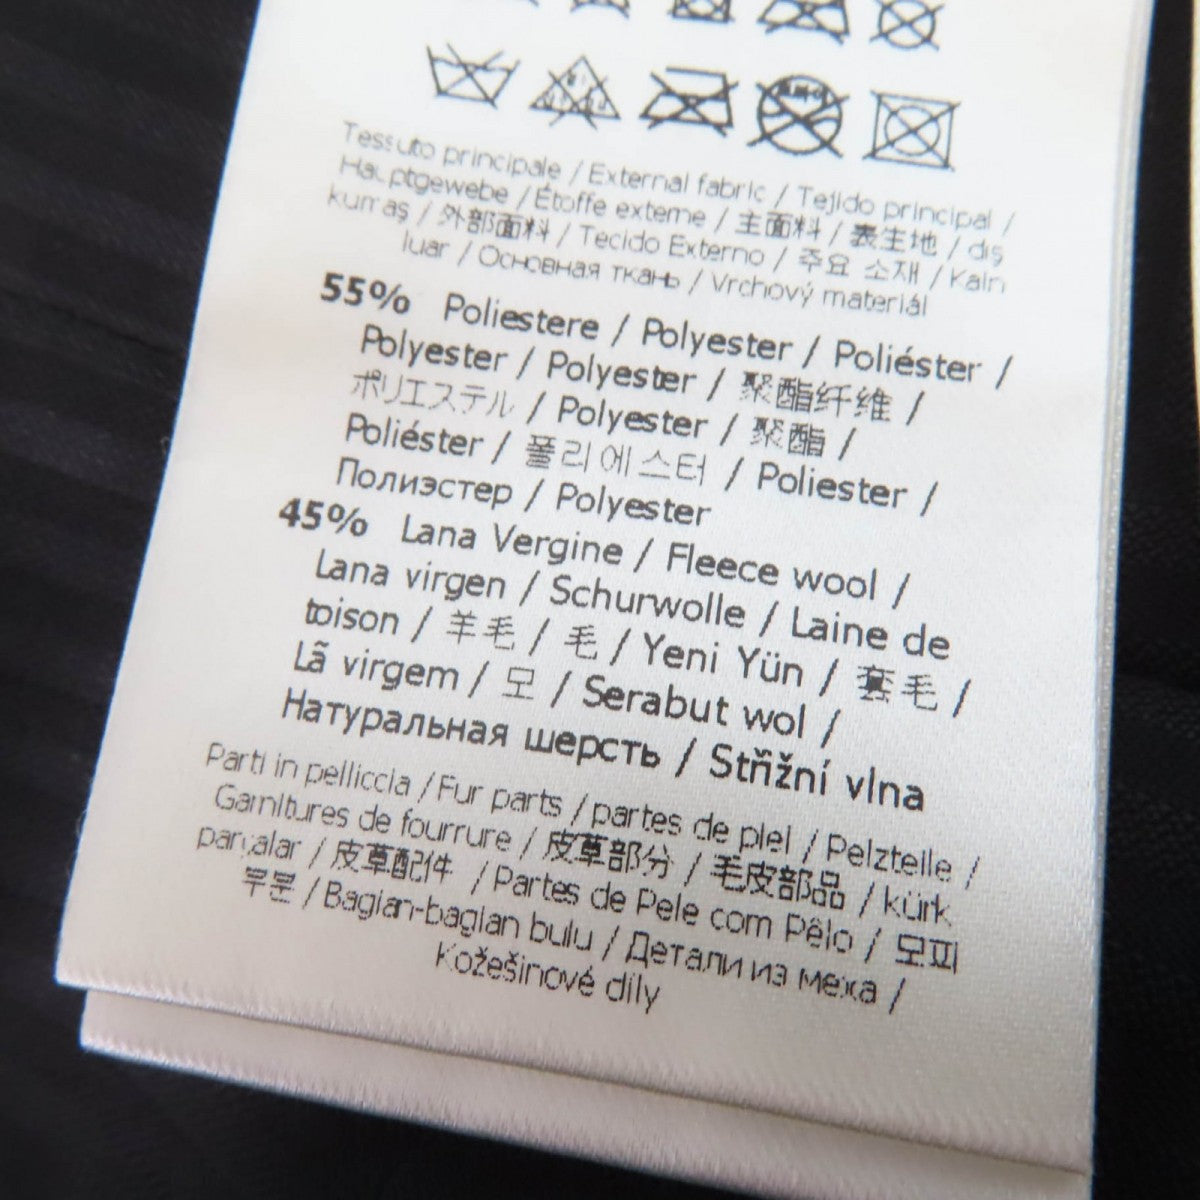 Tessuto principale / External fabric / Tejido principal /
Hauptgewebe / Étoffe externe / 主面料 / 表生地 / dış
kumaş / 外部面料 / Tecido Externo / 주요 소재 / Kain
luar / Основная ткань / Vrchový materiál
55% Poliestere / Polyester / Poliéster /
Polyester / Polyester / 聚酯纤维 /
ポリエステル / Polyester / 聚酯 /
Poliéster / 폴리에스터 / Poliester /
Полиэстер / Polyester
45% Lana Vergine / Fleece wool /
Lana virgen / Schurwolle / Laine de
toison / 羊毛 / 毛 / Yeni Yün / 套毛 /
Lã virgem / 모 / Serabut wol /
Натуральная шерсть / Střižní vlna
Parti in pelliccia / Fur parts / partes de piel / Pelzteile /
Garnitures de fourrure / 皮草部分 / 毛皮部品 / kürk
parçalar / 皮草配件 / Partes de Pele com Pêlo / 모피
부분 / Bagian-bagian bulu / Детали из меха /
Kožešinové díly